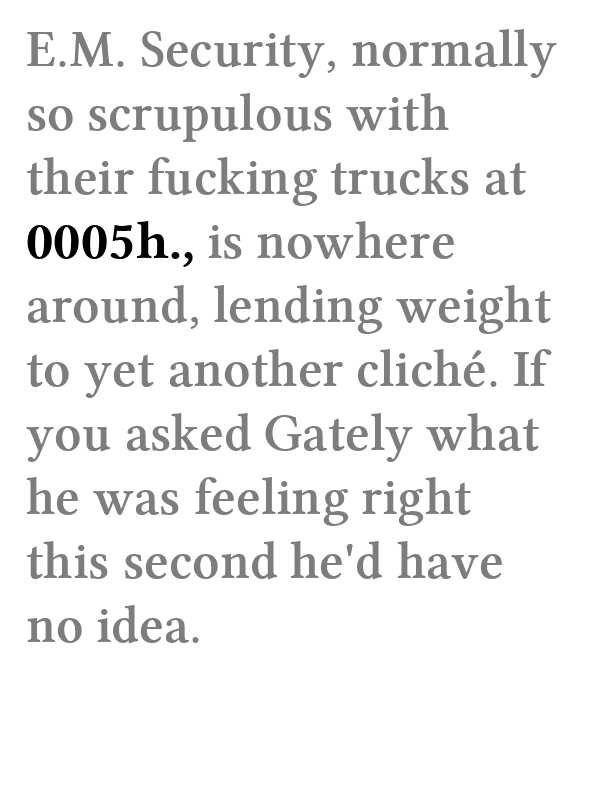 E.M. Security, normally
so scrupulous with
their fucking trucks at
0005h., is nowhere
around, lending weight
to yet another cliché. If
you asked Gately what
he was feeling right
this second he'd have
no idea.